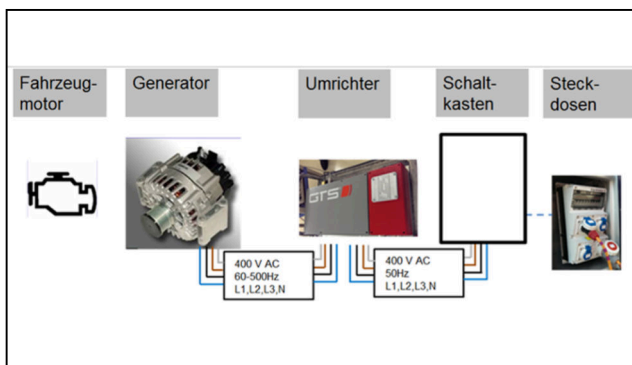 Fahrzeug-
motor
Generator
Umrichter
Schalt-
kasten
Steck-
dosen
GTS
400 V AC
60-500Hz
L1,L2,L3,N
400 V AC
50Hz
L1,L2,L3,N